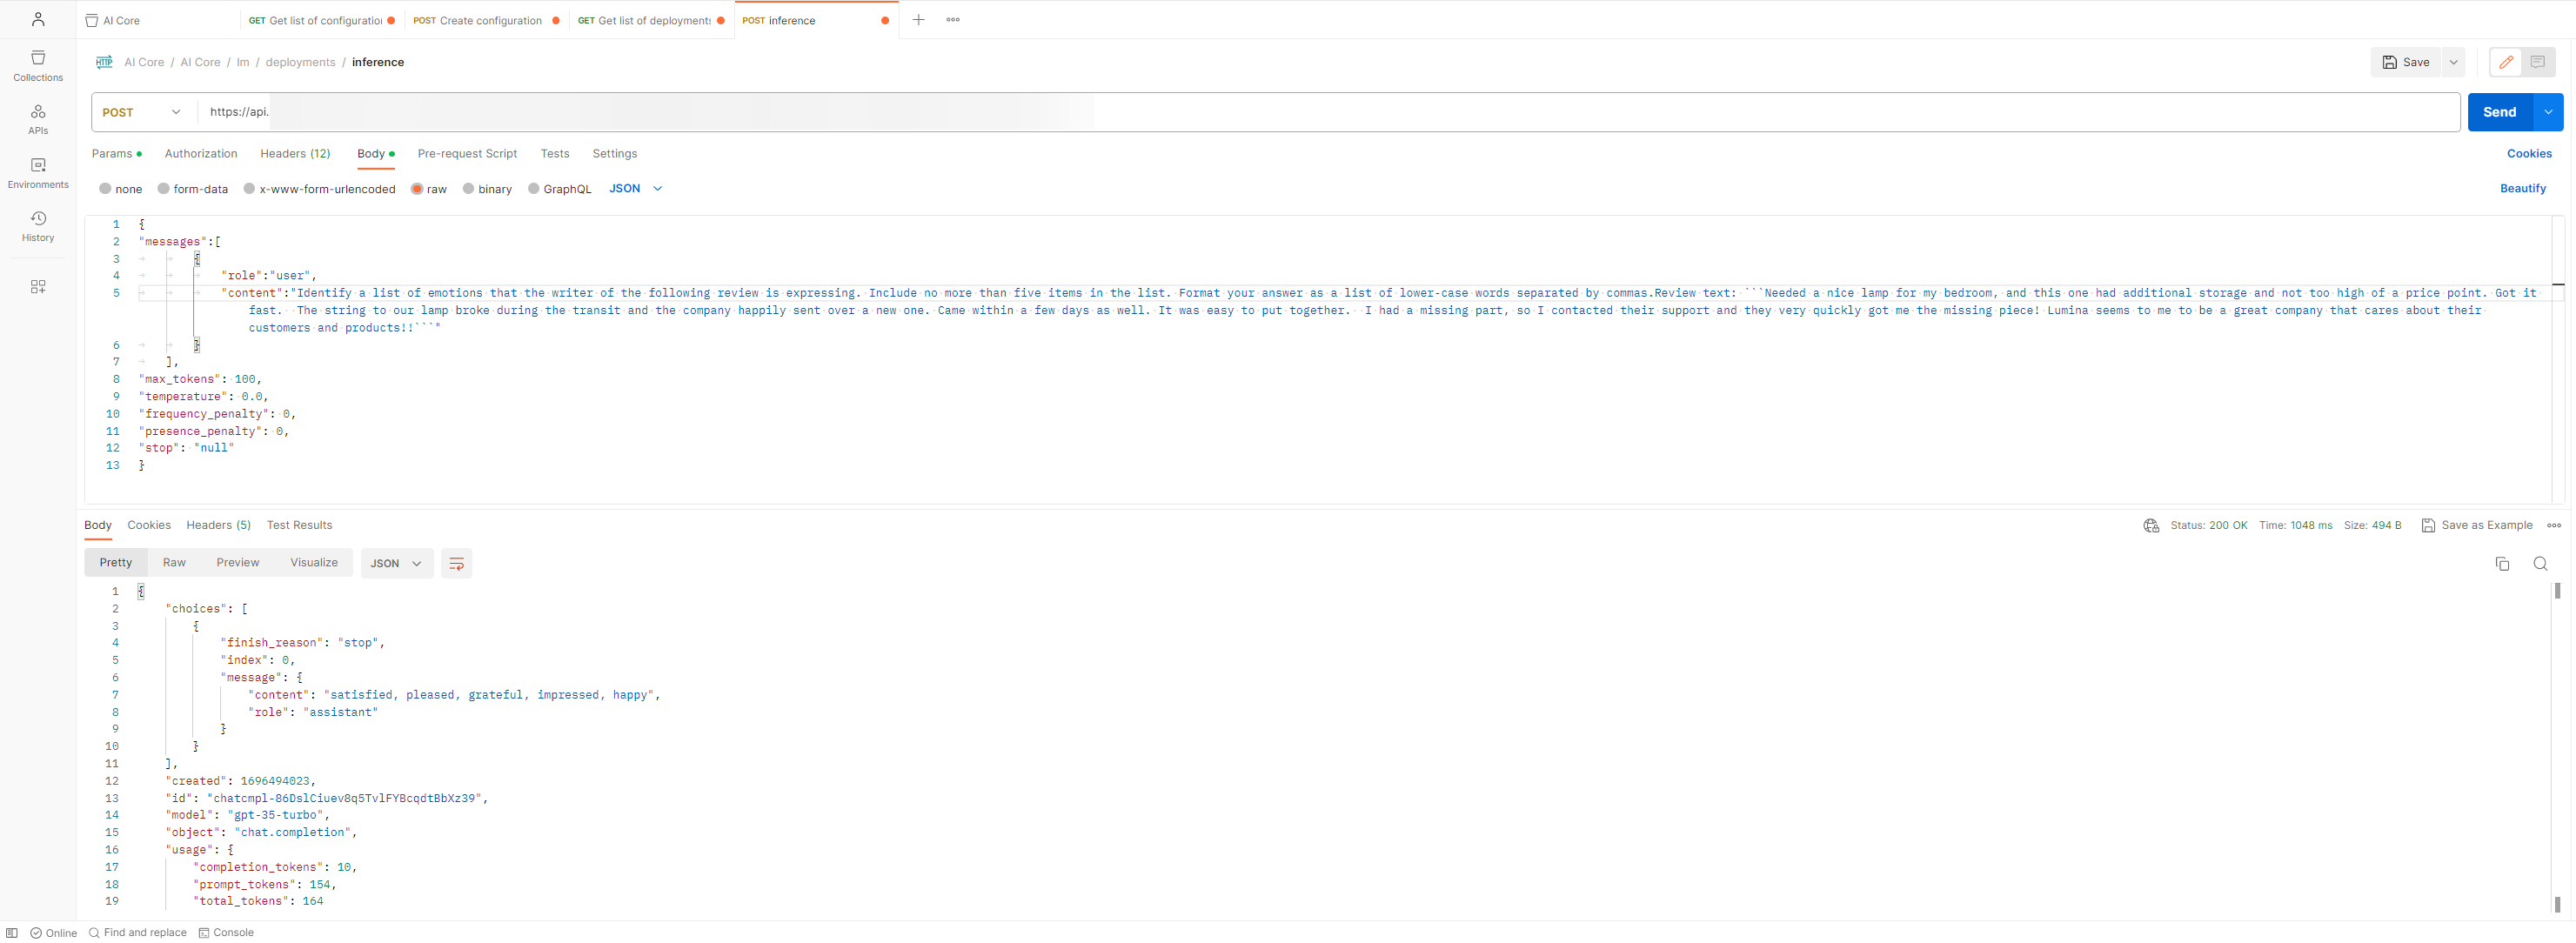 AI Core
GET Get list of configuration
POST Create configuration
GET Get list of deployments
POST inference
Collections
APIs
Environments
History
HTTP AI Core / AI Core / lm / deployments / inference
Save
POST https://api.
Send
Params Authorization Headers (12) Body Pre-request Script Tests Settings
Cookies
none form-data x-www-form-urlencoded raw binary GraphQL JSON
Beautify
1 {
2 "messages":[
3 {
4 "role":"user",
5 "content":"Identify a list of emotions that the writer of the following review is expressing. Include no more than five items in the list. Format your answer as a list of lower-case words separated by commas.Review text: ```Needed a nice lamp for my bedroom, and this one had additional storage and not too high of a price point. Got it
fast.  The string to our lamp broke during the transit and the company happily sent over a new one. Came within a few days as well. It was easy to put together.  I had a missing part, so I contacted their support and they very quickly got me the missing piece! Lumina seems to me to be a great company that cares about their
customers and products!!```"
6 }
7 ],
8 "max_tokens": 100,
9 "temperature": 0.0,
10 "frequency_penalty": 0,
11 "presence_penalty": 0,
12 "stop": "null"
13 }
Body Cookies Headers (5) Test Results
Status: 200 OK Time: 1048 ms Size: 494 B Save as Example
Pretty Raw Preview Visualize JSON
1 {
2 "choices": [
3 {
4 "finish_reason": "stop",
5 "index": 0,
6 "message": {
7 "content": "satisfied, pleased, grateful, impressed, happy",
8 "role": "assistant"
9 }
10 }
11 ],
12 "created": 1696494023,
13 "id": "chatcmpl-86DslCiuev8q5TvlFYBcqdtBbXz39",
14 "model": "gpt-35-turbo",
15 "object": "chat.completion",
16 "usage": {
17 "completion_tokens": 10,
18 "prompt_tokens": 154,
19 "total_tokens": 164
Online Find and replace Console